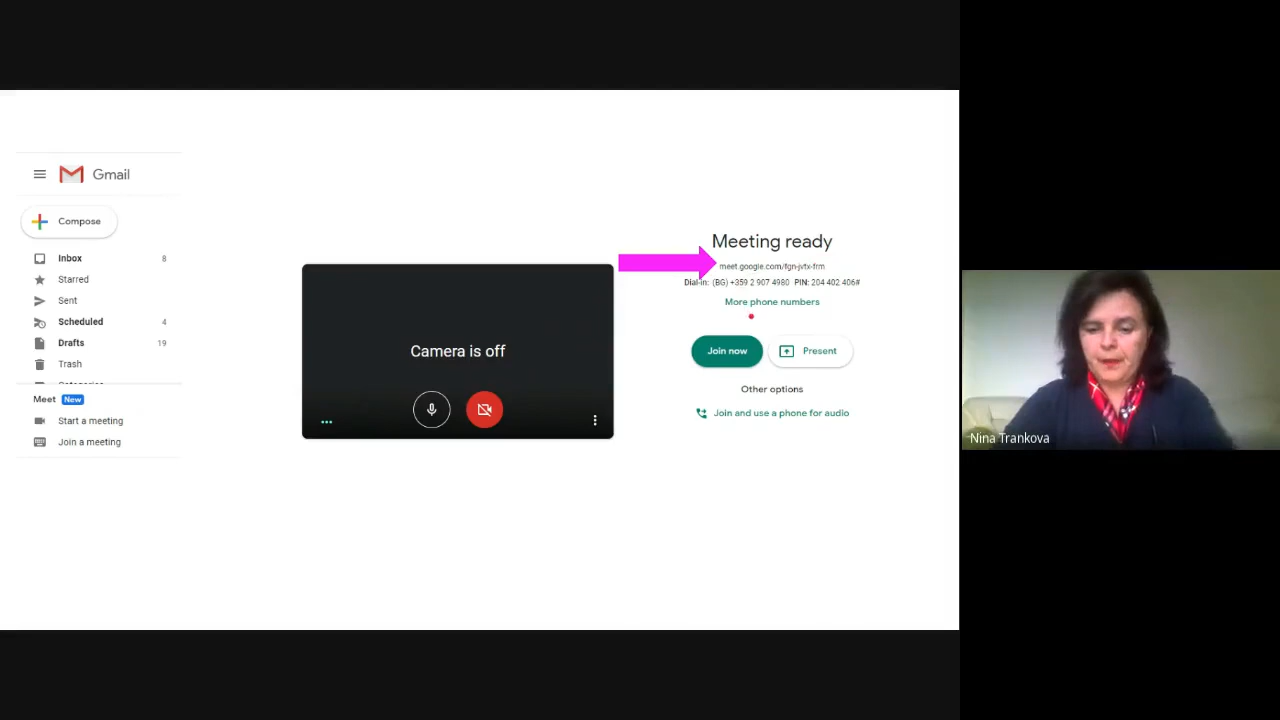 Gmail
Compose
Inbox 8
Starred
Sent
Scheduled 4
Drafts 19
Trash
Categories
Meet New
Start a meeting
Join a meeting
Camera is off
Meeting ready
meet.google.com/fgn-jvtx-frm
Dial-in: (BG) +359 2 907 4980 PIN: 204 402 406#
More phone numbers
Join now
Present
Other options
Join and use a phone for audio
Nina Trankova